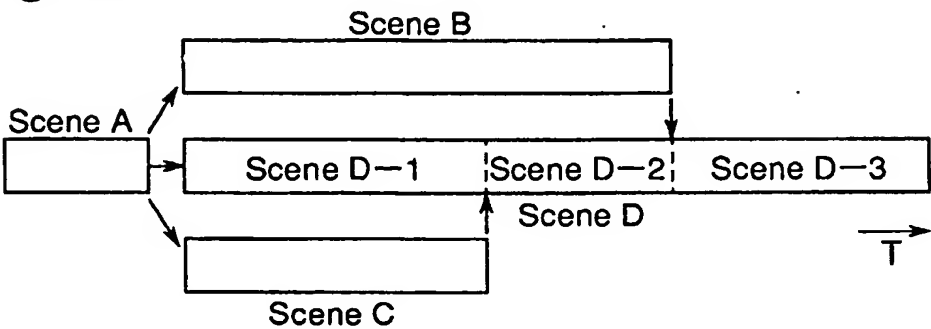 Scene B
Scene A
Scene D—1
Scene D—2
Scene D—3
Scene D
T
Scene C